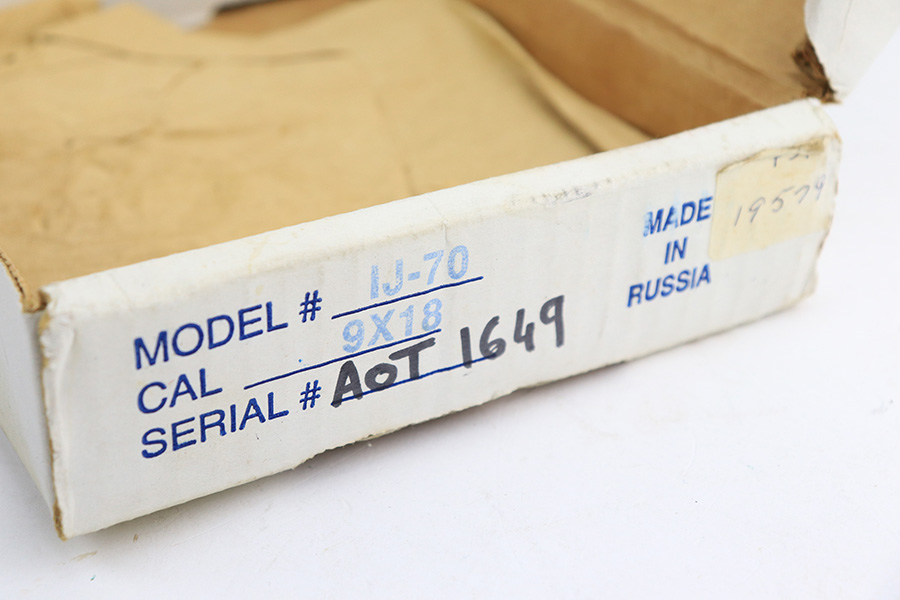 MODEL # IJ-70
CAL 9X18
SERIAL # AOT 1649
MADE
IN
RUSSIA
19579